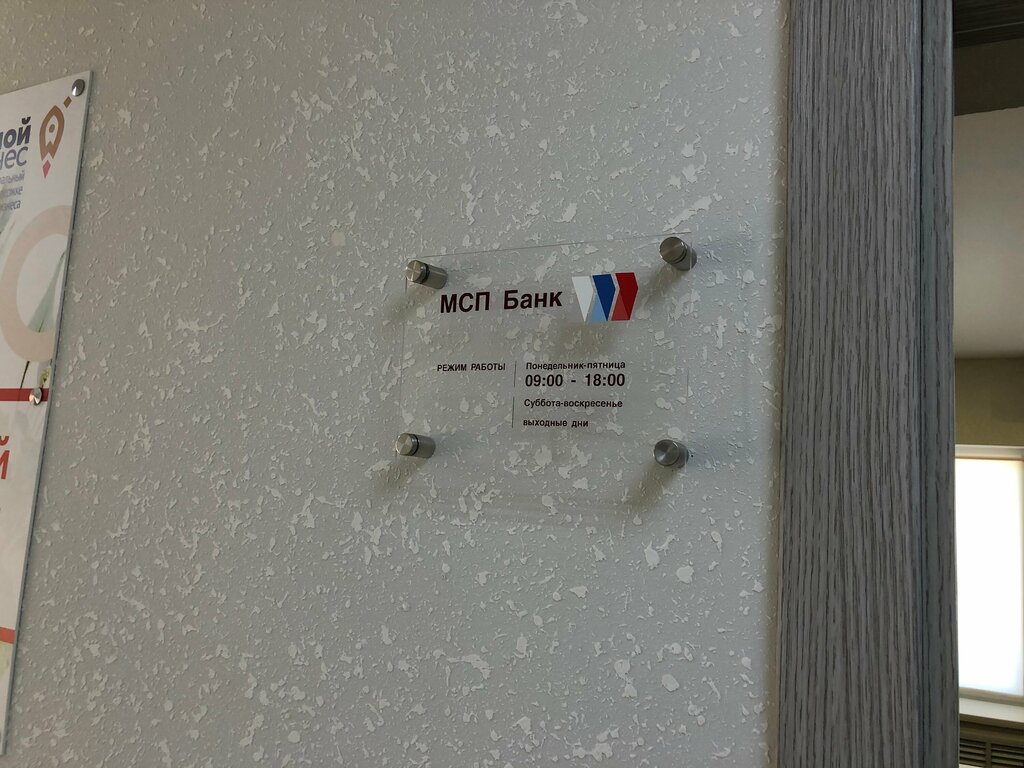 МСП Банк
РЕЖИМ РАБОТЫ
Понедельник-пятница
09:00 - 18:00
Суббота-воскресенье
выходные дни